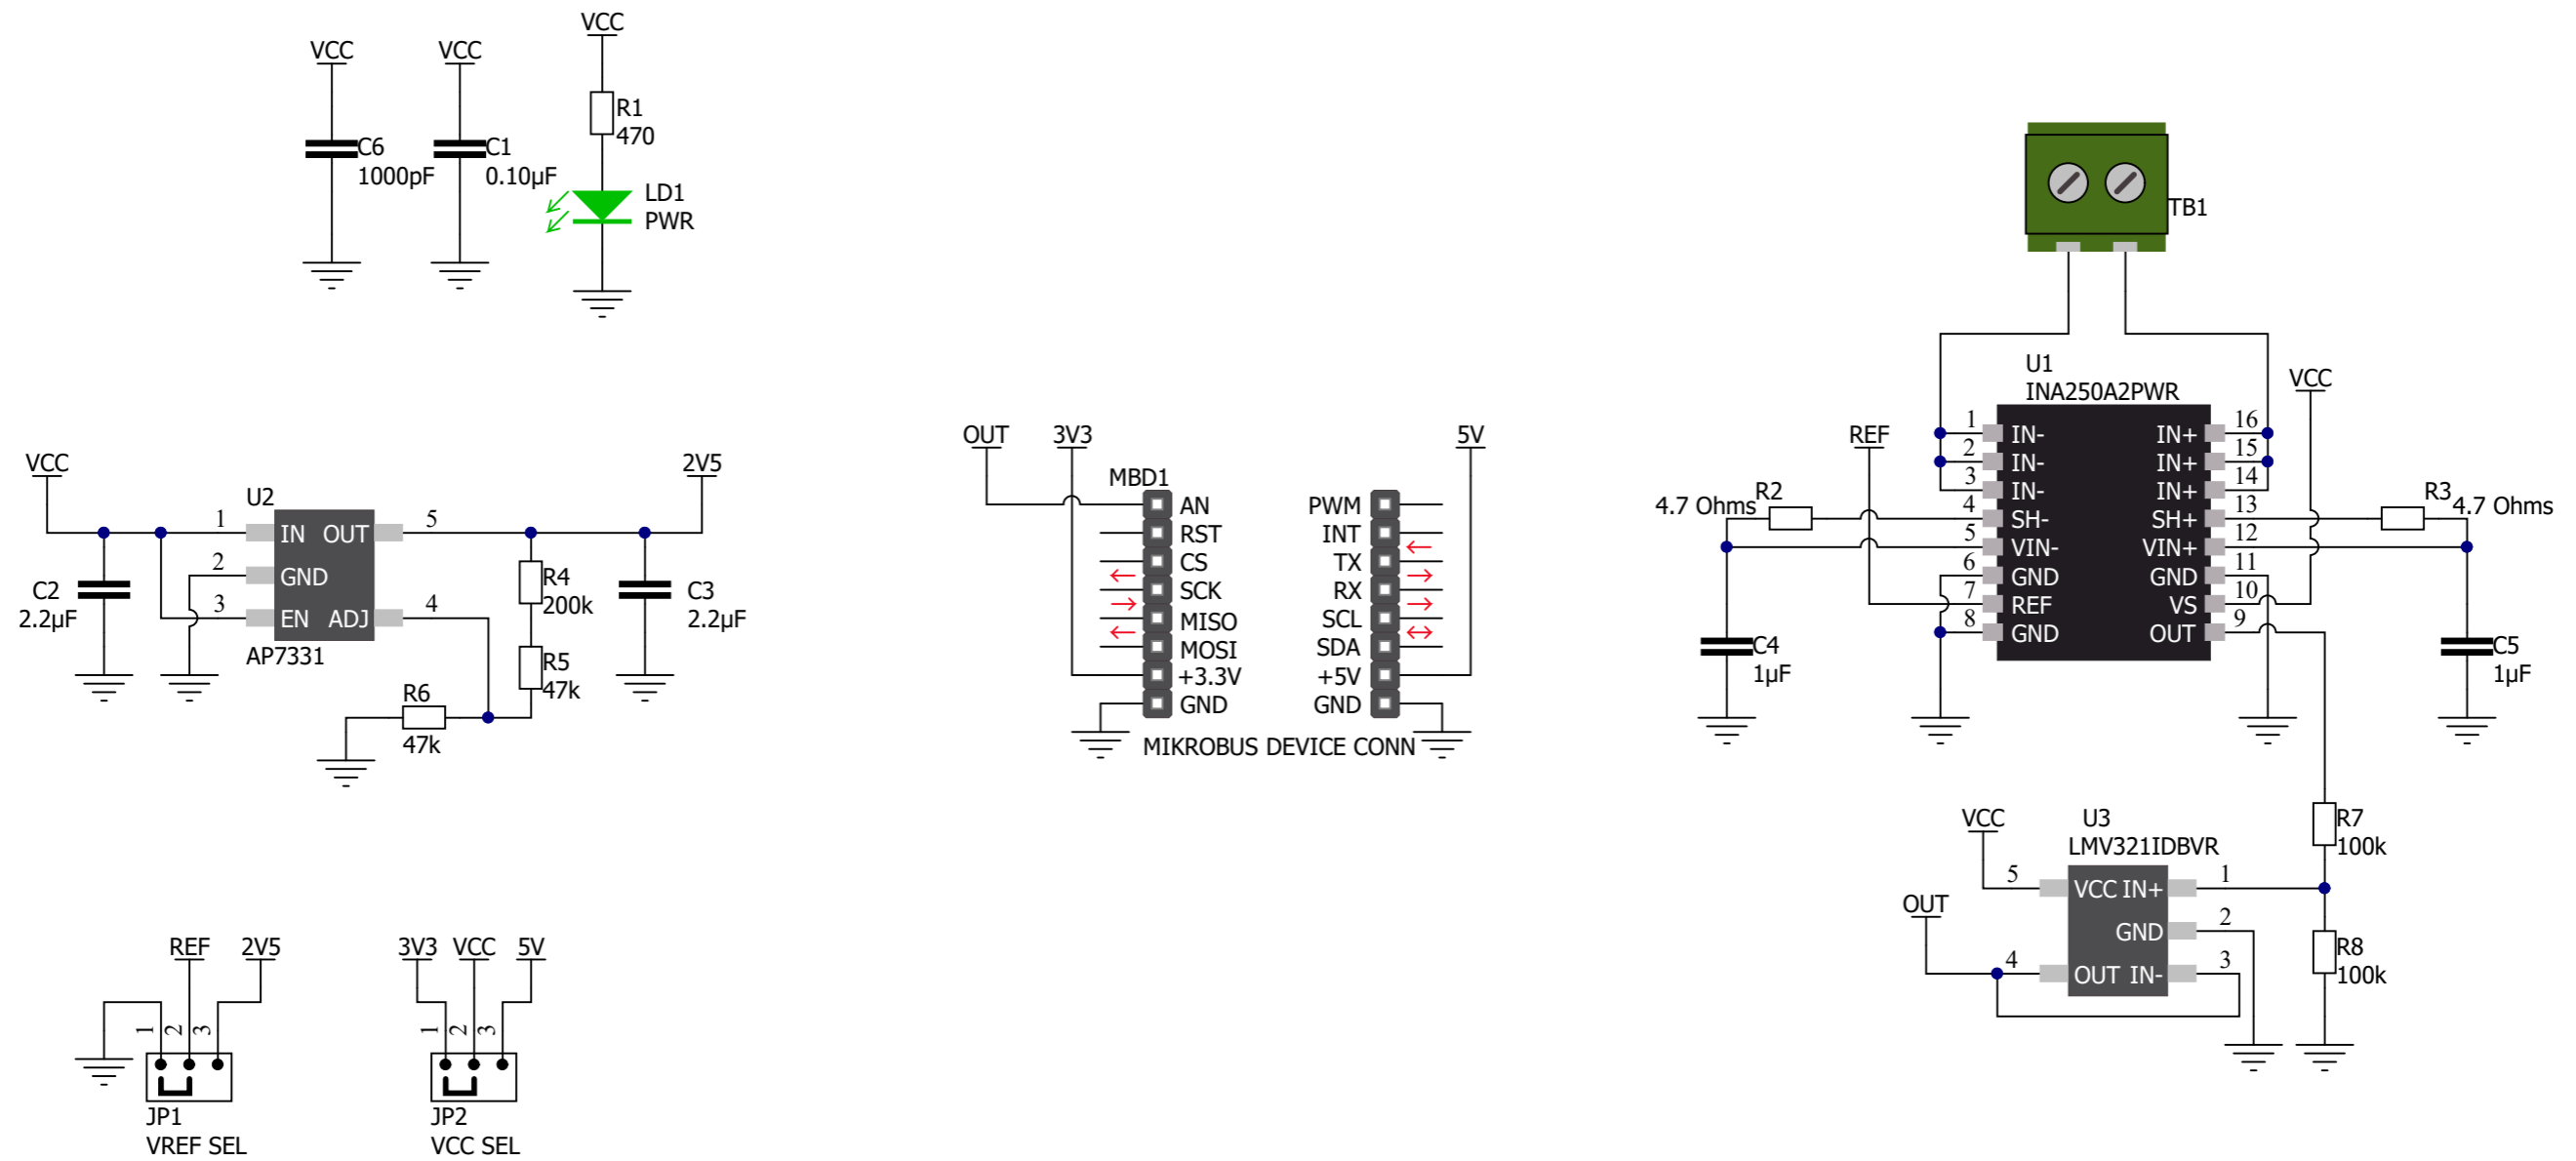 VCC
C6
1000pF
VCC
C1
0.10µF
VCC
R1
470
LD1
PWR
VCC
C2
2.2µF
U2
1
2
3
IN OUT
GND
EN ADJ
5
4
AP7331
2V5
R4
200k
R5
47k
R6
47k
C3
2.2µF
REF
2V5
1
2
3
JP1
VREF SEL
3V3
VCC
5V
1
2
3
JP2
VCC SEL
OUT
3V3
5V
MBD1
AN
RST
CS
SCK
MISO
MOSI
+3.3V
GND
PWM
INT
TX
RX
SCL
SDA
+5V
GND
MIKROBUS DEVICE CONN
TB1
U1
INA250A2PWR
VCC
REF
R2
4.7 Ohms
R3
4.7 Ohms
1
2
3
4
5
6
7
8
IN-
IN-
IN-
SH-
VIN-
GND
REF
GND
IN+
IN+
IN+
SH+
VIN+
GND
VS
OUT
16
15
14
13
12
11
10
9
C4
1µF
C5
1µF
VCC
OUT
U3
LMV321IDBVR
5
4
VCC IN+
GND
OUT IN-
1
2
3
R7
100k
R8
100k